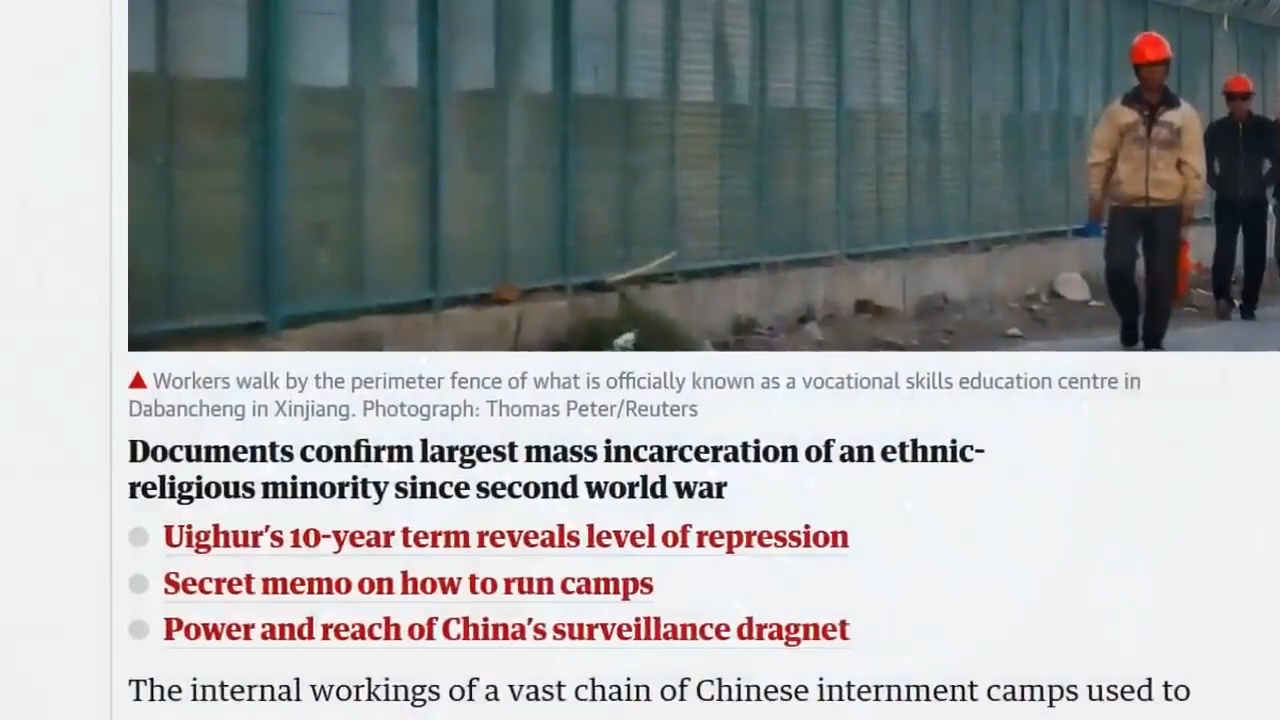 Workers walk by the perimeter fence of what is officially known as a vocational skills education centre in
Dabancheng in Xinjiang. Photograph: Thomas Peter/Reuters
Documents confirm largest mass incarceration of an ethnic-
religious minority since second world war
Uighur's 10-year term reveals level of repression
Secret memo on how to run camps
Power and reach of China's surveillance dragnet
The internal workings of a vast chain of Chinese internment camps used to